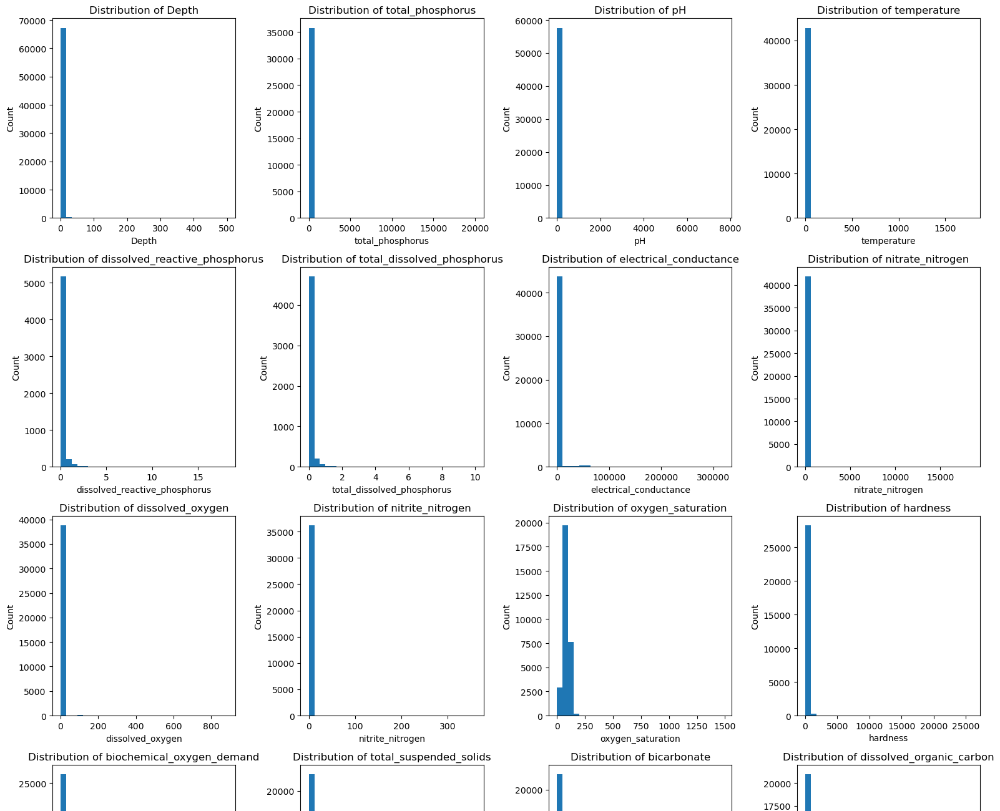 Distribution of Depth
70000
60000
50000
40000
30000
20000
10000
0
Count
0 100 200 300 400 500
Depth
Distribution of total_phosphorus
35000
30000
25000
20000
15000
10000
5000
0
Count
0 5000 10000 15000 20000
total_phosphorus
Distribution of pH
60000
50000
40000
30000
20000
10000
0
Count
0 2000 4000 6000 8000
pH
Distribution of temperature
40000
30000
20000
10000
0
Count
0 500 1000 1500
temperature
Distribution of dissolved_reactive_phosphorus
5000
4000
3000
2000
1000
0
Count
0 5 10 15
dissolved_reactive_phosphorus
Distribution of total_dissolved_phosphorus
4000
3000
2000
1000
0
Count
0 2 4 6 8 10
total_dissolved_phosphorus
Distribution of electrical_conductance
40000
30000
20000
10000
0
Count
0 100000 200000 300000
electrical_conductance
Distribution of nitrate_nitrogen
40000
35000
30000
25000
20000
15000
10000
5000
0
Count
0 5000 10000 15000
nitrate_nitrogen
Distribution of dissolved_oxygen
40000
35000
30000
25000
20000
15000
10000
5000
0
Count
0 200 400 600 800
dissolved_oxygen
Distribution of nitrite_nitrogen
35000
30000
25000
20000
15000
10000
5000
0
Count
0 100 200 300
nitrite_nitrogen
Distribution of oxygen_saturation
20000
17500
15000
12500
10000
7500
5000
2500
0
Count
0 250 500 750 1000 1250 1500
oxygen_saturation
Distribution of hardness
25000
20000
15000
10000
5000
0
Count
0 5000 10000 15000 20000 25000
hardness
Distribution of biochemical_oxygen_demand
25000
Distribution of total_suspended_solids
20000
Distribution of bicarbonate
20000
Distribution of dissolved_organic_carbon
20000
17500